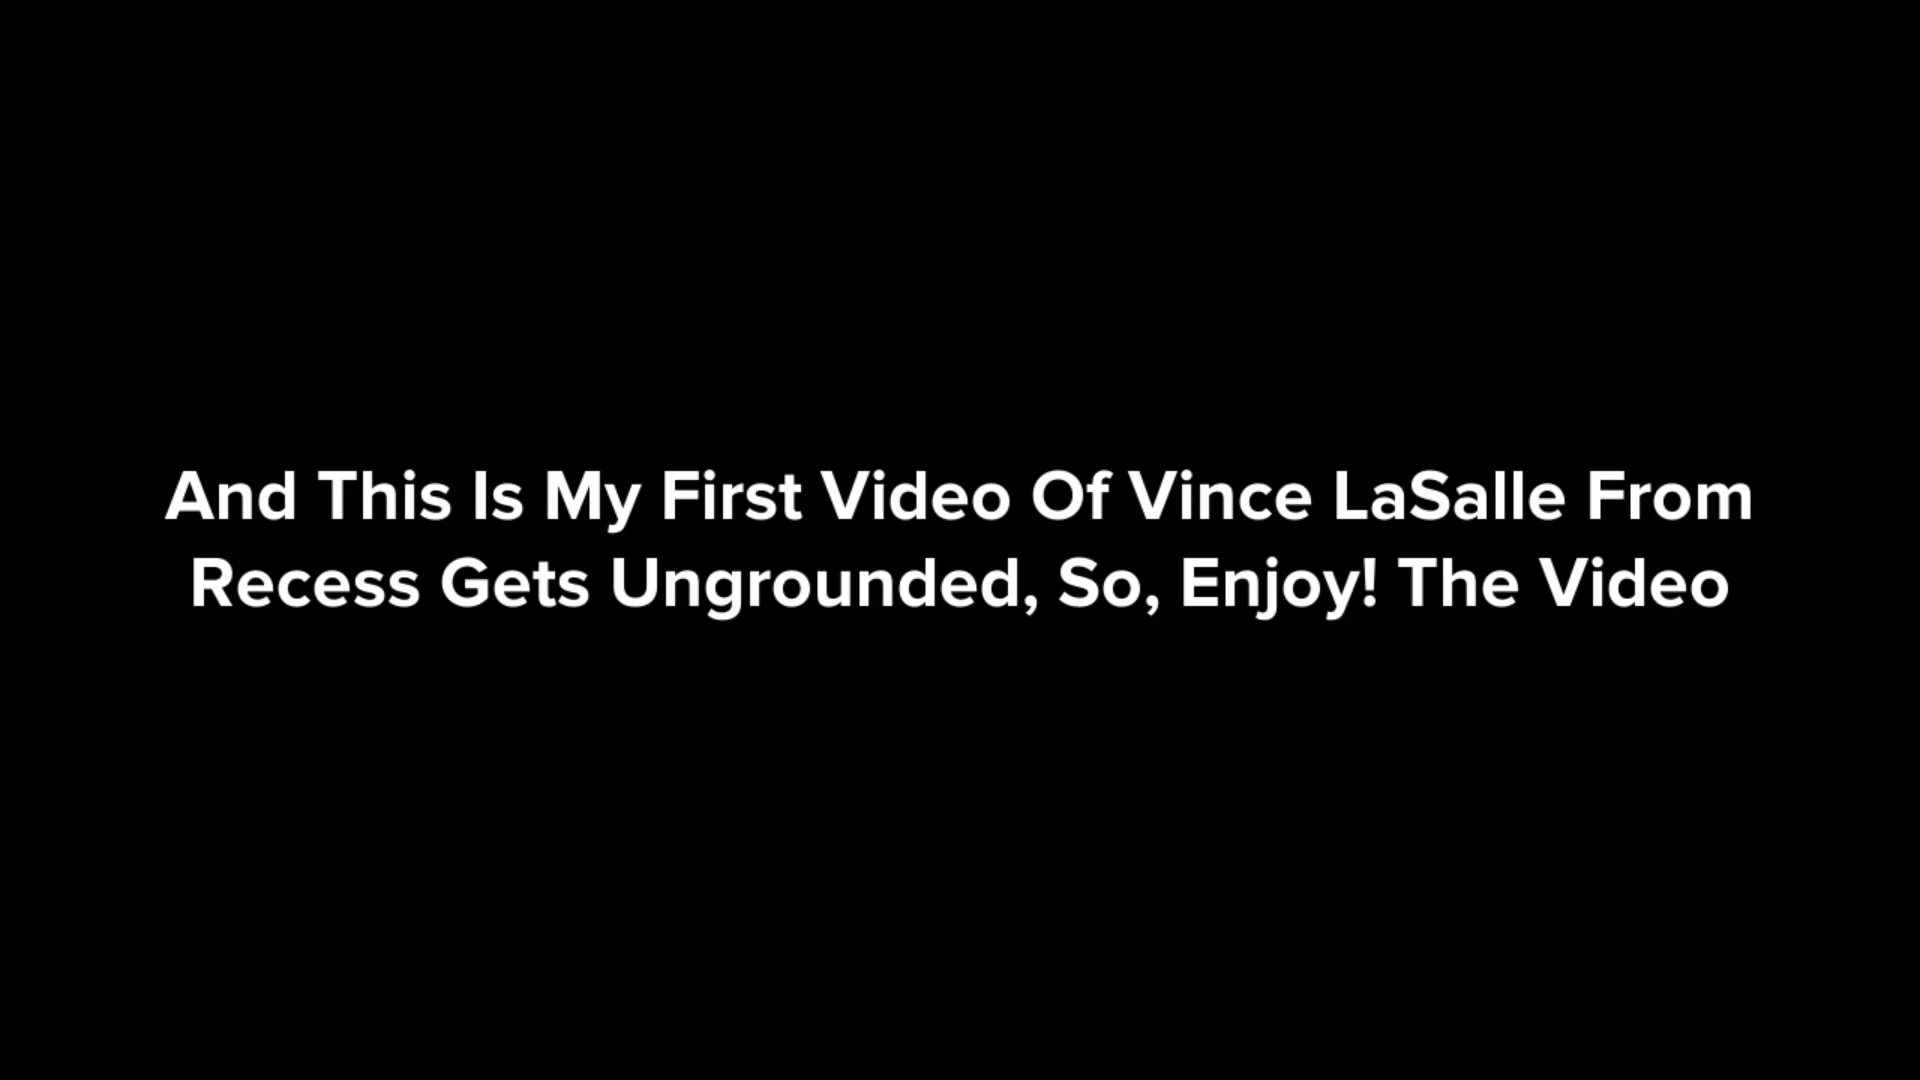 And This Is My First Video Of Vince LaSalle From
Recess Gets Ungrounded, So, Enjoy! The Video